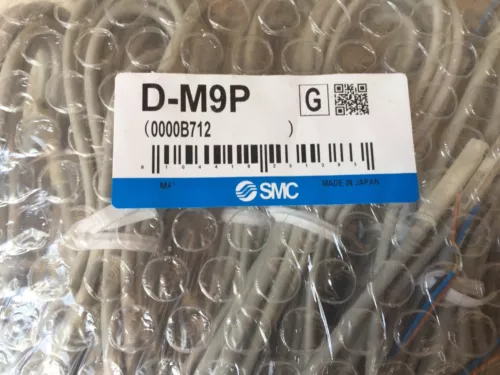 D-M9P G
(0000B712 )
SMC MADE IN JAPAN